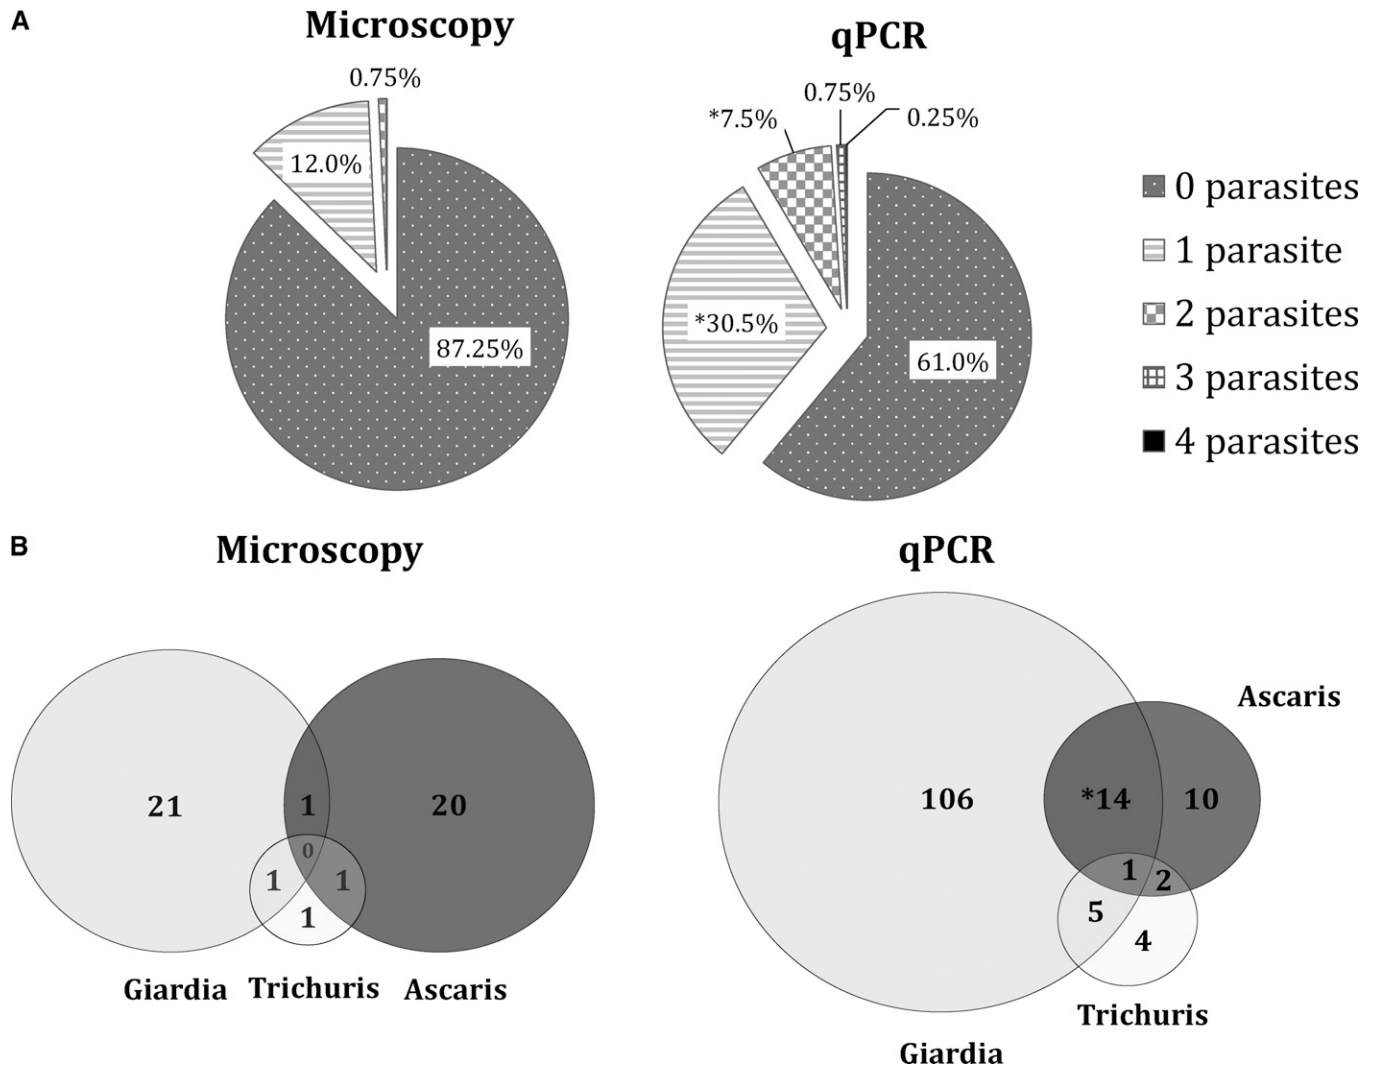 A
Microscopy
qPCR
0.75%
12.0%
87.25%
*7.5%
0.75%
0.25%
*30.5%
61.0%
0 parasites
1 parasite
2 parasites
3 parasites
4 parasites
B
Microscopy
qPCR
21
1
20
0
1
1
1
Giardia
Trichuris
Ascaris
Ascaris
106
*14
10
1
2
5
4
Trichuris
Giardia